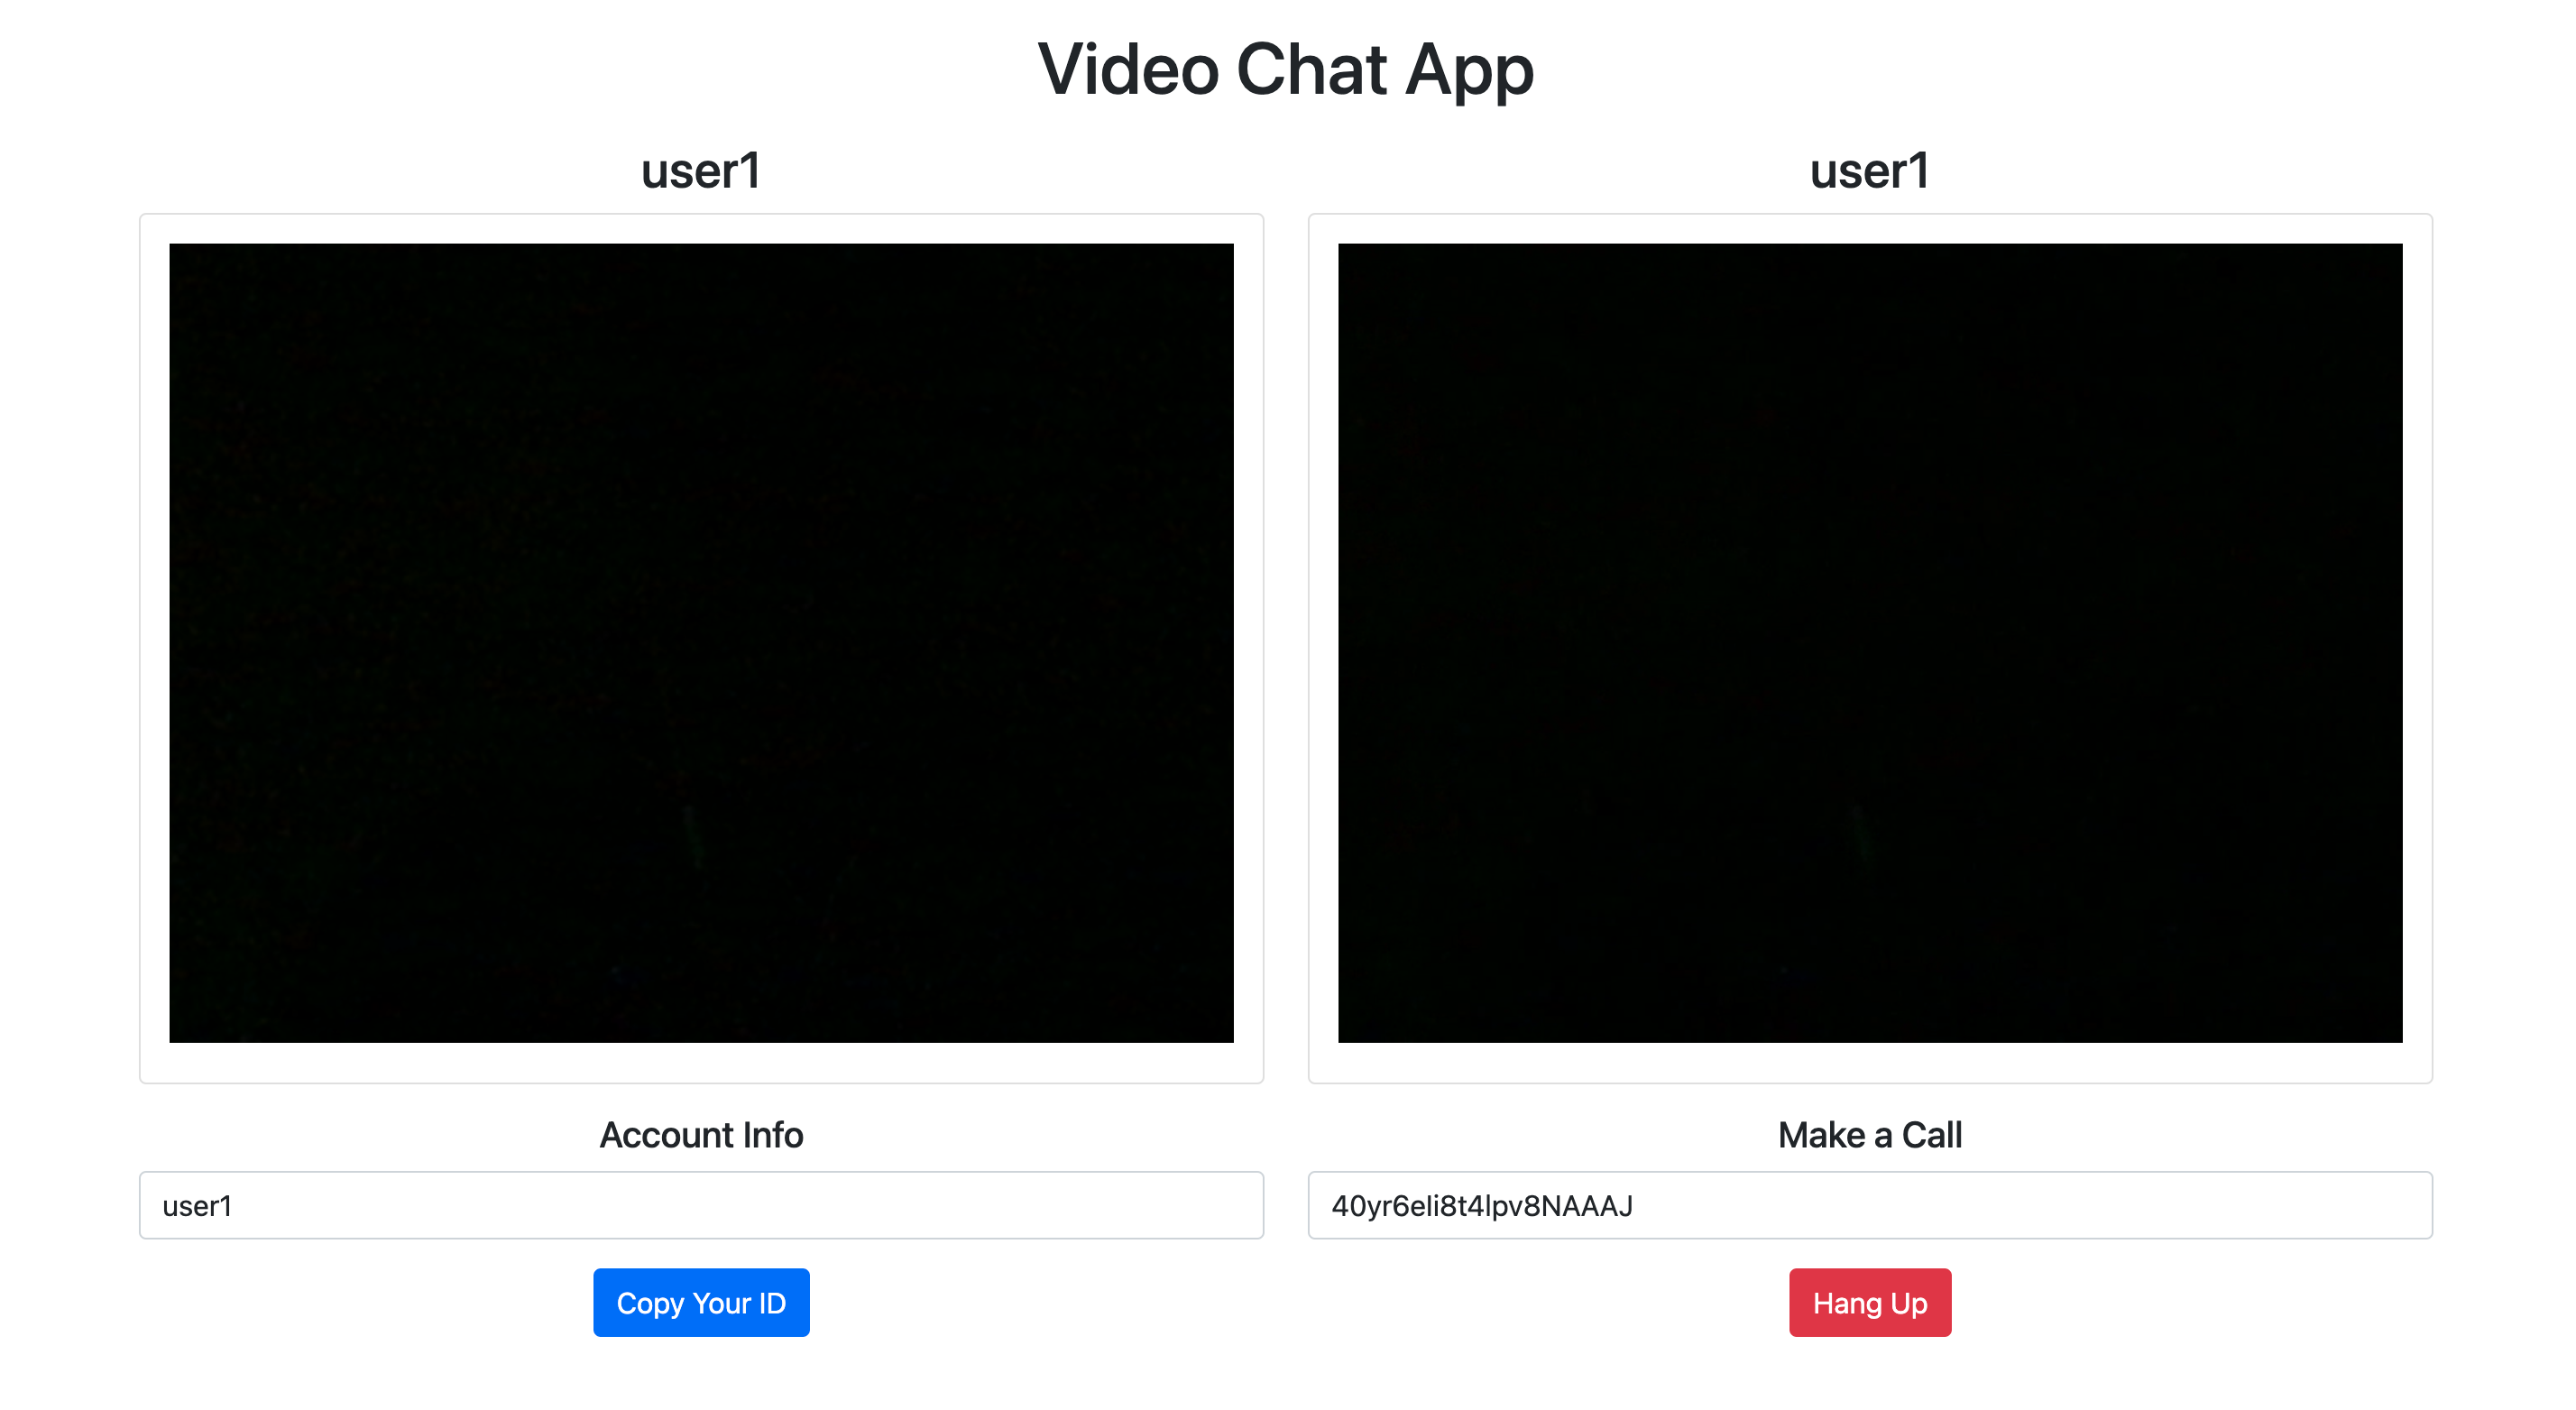 Video Chat App
user1
user1
Account Info
Make a Call
user1
40yr6eli8t4lpv8NAAAJ
Copy Your ID
Hang Up